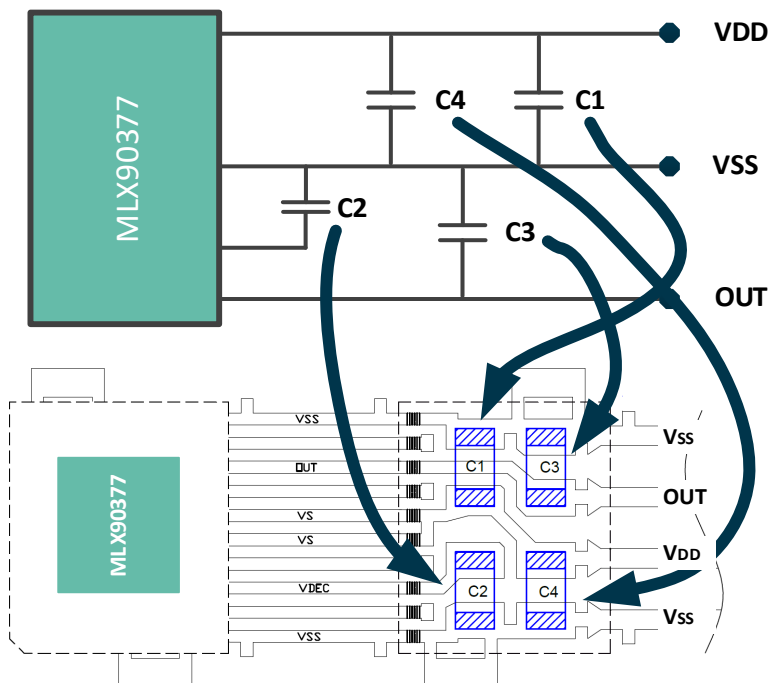 VDD
MLX90377
C4
C1
VSS
C2
C3
OUT
VSS
OUT
VS
VS
VDEC
VSS
MLX90377
C1
C3
C2
C4
VSS
OUT
VDD
VSS